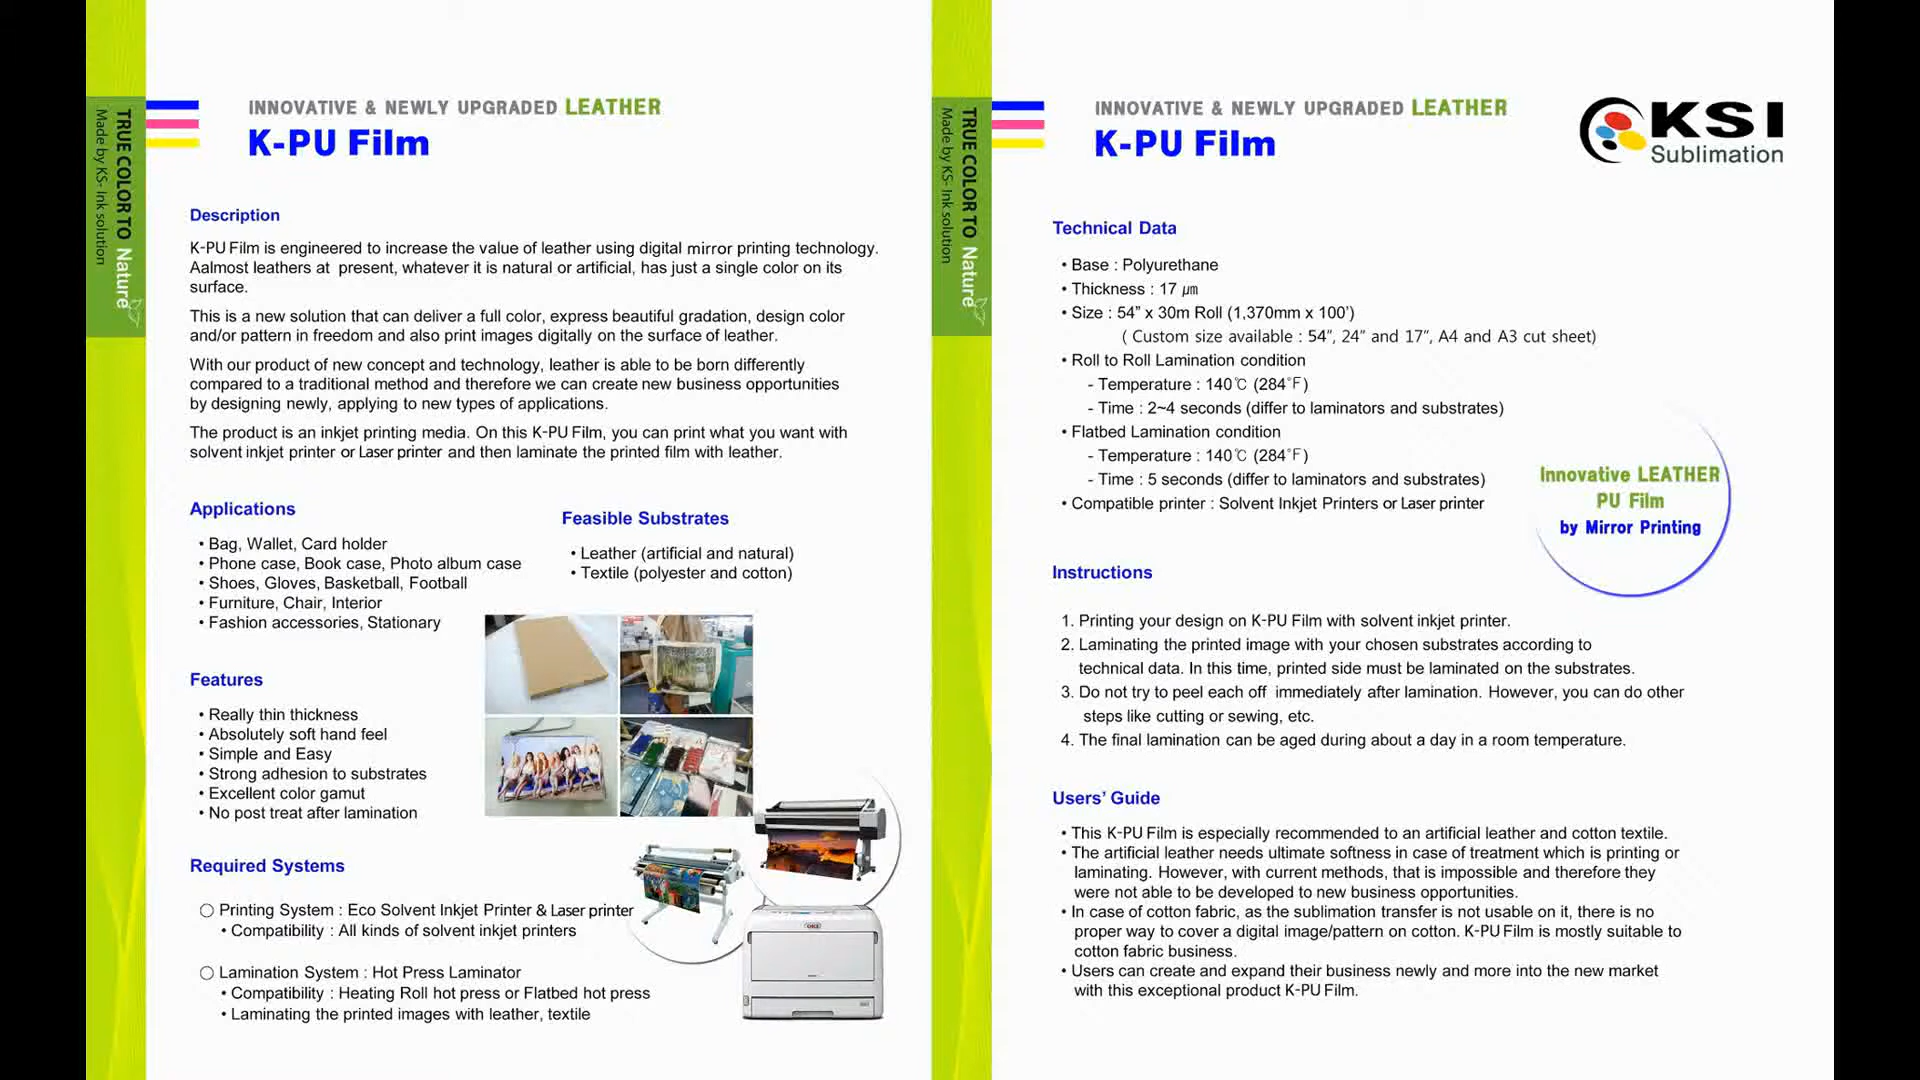 TRUE COLOR TO Nature
Made by KS- Ink solution
INNOVATIVE & NEWLY UPGRADED LEATHER
K-PU Film
Description
K-PU Film is engineered to increase the value of leather using digital mirror printing technology.
Aalmost leathers at present, whatever it is natural or artificial, has just a single color on its
surface.
This is a new solution that can deliver a full color, express beautiful gradation, design color
and/or pattern in freedom and also print images digitally on the surface of leather.
With our product of new concept and technology, leather is able to be born differently
compared to a traditional method and therefore we can create new business opportunities
by designing newly, applying to new types of applications.
The product is an inkjet printing media. On this K-PU Film, you can print what you want with
solvent inkjet printer or Laser printer and then laminate the printed film with leather.
Applications
• Bag, Wallet, Card holder
• Phone case, Book case, Photo album case
• Shoes, Gloves, Basketball, Football
• Furniture, Chair, Interior
• Fashion accessories, Stationary
Feasible Substrates
• Leather (artificial and natural)
• Textile (polyester and cotton)
Features
• Really thin thickness
• Absolutely soft hand feel
• Simple and Easy
• Strong adhesion to substrates
• Excellent color gamut
• No post treat after lamination
Required Systems
○ Printing System : Eco Solvent Inkjet Printer & Laser printer
• Compatibility : All kinds of solvent inkjet printers
○ Lamination System : Hot Press Laminator
• Compatibility : Heating Roll hot press or Flatbed hot press
• Laminating the printed images with leather, textile
OKI
TRUE COLOR TO Nature
Made by KS- Ink solution
INNOVATIVE & NEWLY UPGRADED LEATHER
K-PU Film
KSI
Sublimation
Technical Data
• Base : Polyurethane
• Thickness : 17 ㎛
• Size : 54” x 30m Roll (1,370mm x 100’)
( Custom size available : 54”, 24” and 17”, A4 and A3 cut sheet)
• Roll to Roll Lamination condition
- Temperature : 140℃ (284℉)
- Time : 2~4 seconds (differ to laminators and substrates)
• Flatbed Lamination condition
- Temperature : 140℃ (284℉)
- Time : 5 seconds (differ to laminators and substrates)
• Compatible printer : Solvent Inkjet Printers or Laser printer
Innovative LEATHER
PU Film
by Mirror Printing
Instructions
1. Printing your design on K-PU Film with solvent inkjet printer.
2. Laminating the printed image with your chosen substrates according to
technical data. In this time, printed side must be laminated on the substrates.
3. Do not try to peel each off immediately after lamination. However, you can do other
steps like cutting or sewing, etc.
4. The final lamination can be aged during about a day in a room temperature.
Users’ Guide
• This K-PU Film is especially recommended to an artificial leather and cotton textile.
• The artificial leather needs ultimate softness in case of treatment which is printing or
laminating. However, with current methods, that is impossible and therefore they
were not able to be developed to new business opportunities.
• In case of cotton fabric, as the sublimation transfer is not usable on it, there is no
proper way to cover a digital image/pattern on cotton. K-PU Film is mostly suitable to
cotton fabric business.
• Users can create and expand their business newly and more into the new market
with this exceptional product K-PU Film.